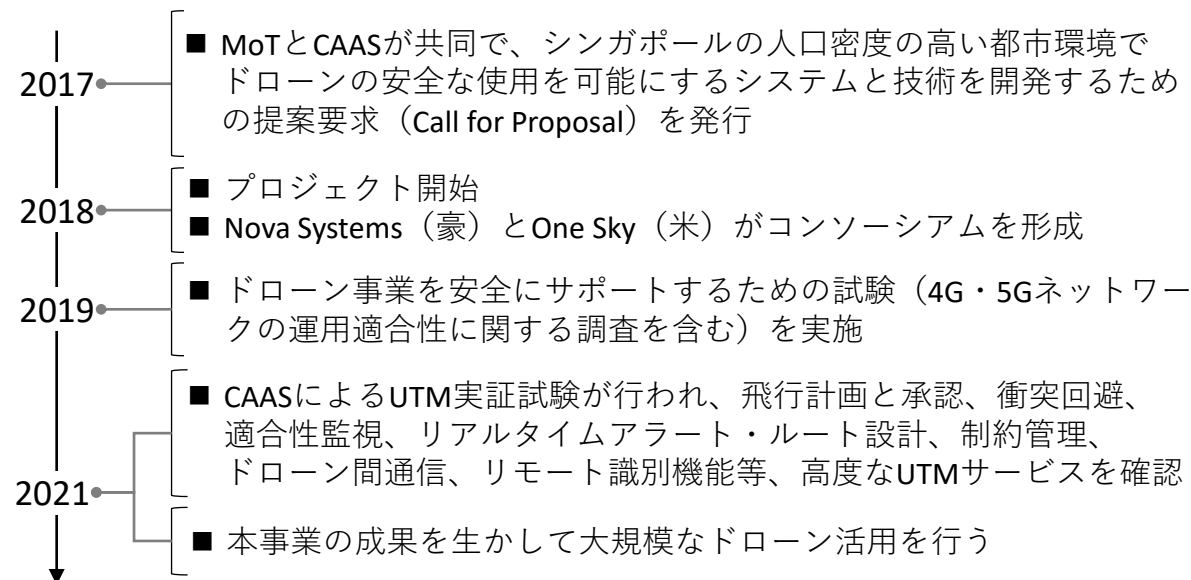 2017
■ MoTとCAASが共同で、シンガポールの人口密度の高い都市環境で
ドローンの安全な使用を可能にするシステムと技術を開発するため
の提案要求（Call for Proposal）を発行
2018
■ プロジェクト開始
■ Nova Systems（豪）とOne Sky（米）がコンソーシアムを形成
2019
■ ドローン事業を安全にサポートするための試験（4G・5Gネットワー
クの運用適合性に関する調査を含む）を実施
2021
■ CAASによるUTM実証試験が行われ、飛行計画と承認、衝突回避、
適合性監視、リアルタイムアラート・ルート設計、制約管理、
ドローン間通信、リモート識別機能等、高度なUTMサービスを確認
■ 本事業の成果を生かして大規模なドローン活用を行う